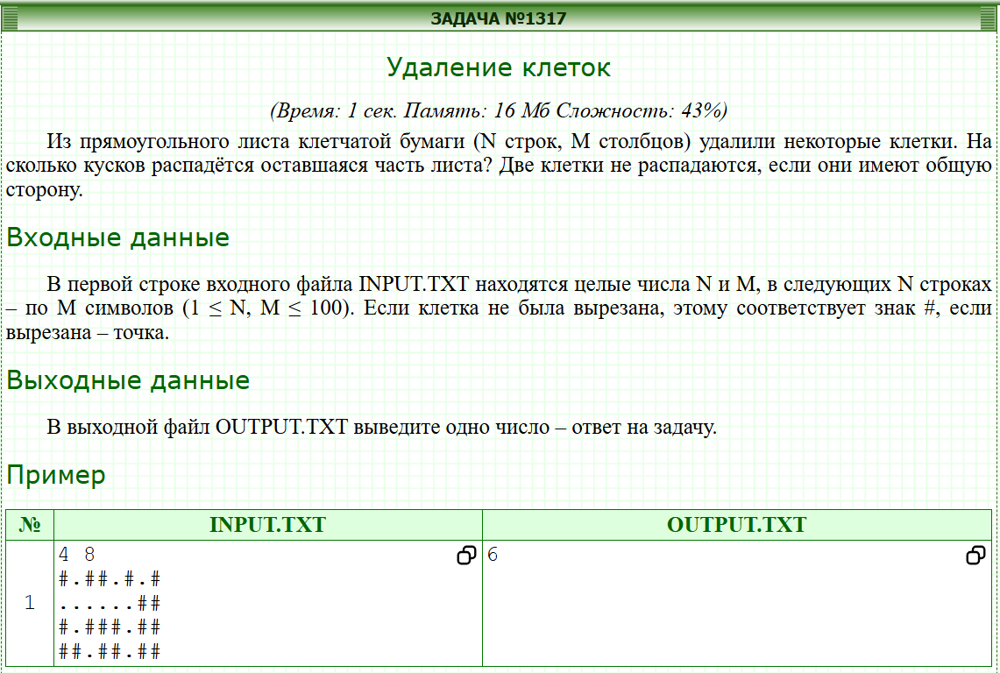 ЗАДАЧА №1317
Удаление клеток
(Время: 1 сек. Память: 16 Мб Сложность: 43%)
Из прямоугольного листа клетчатой бумаги (N строк, M столбцов) удалили некоторые клетки. На
сколько кусков распадётся оставшаяся часть листа? Две клетки не распадаются, если они имеют общую
сторону.
Входные данные
В первой строке входного файла INPUT.TXT находятся целые числа N и M, в следующих N строках
– по M символов (1 ≤ N, M ≤ 100). Если клетка не была вырезана, этому соответствует знак #, если
вырезана – точка.
Выходные данные
В выходной файл OUTPUT.TXT выведите одно число – ответ на задачу.
Пример
№ INPUT.TXT OUTPUT.TXT
1
4 8
#.##.#.#
......##
#.###.##
##.##.##
6